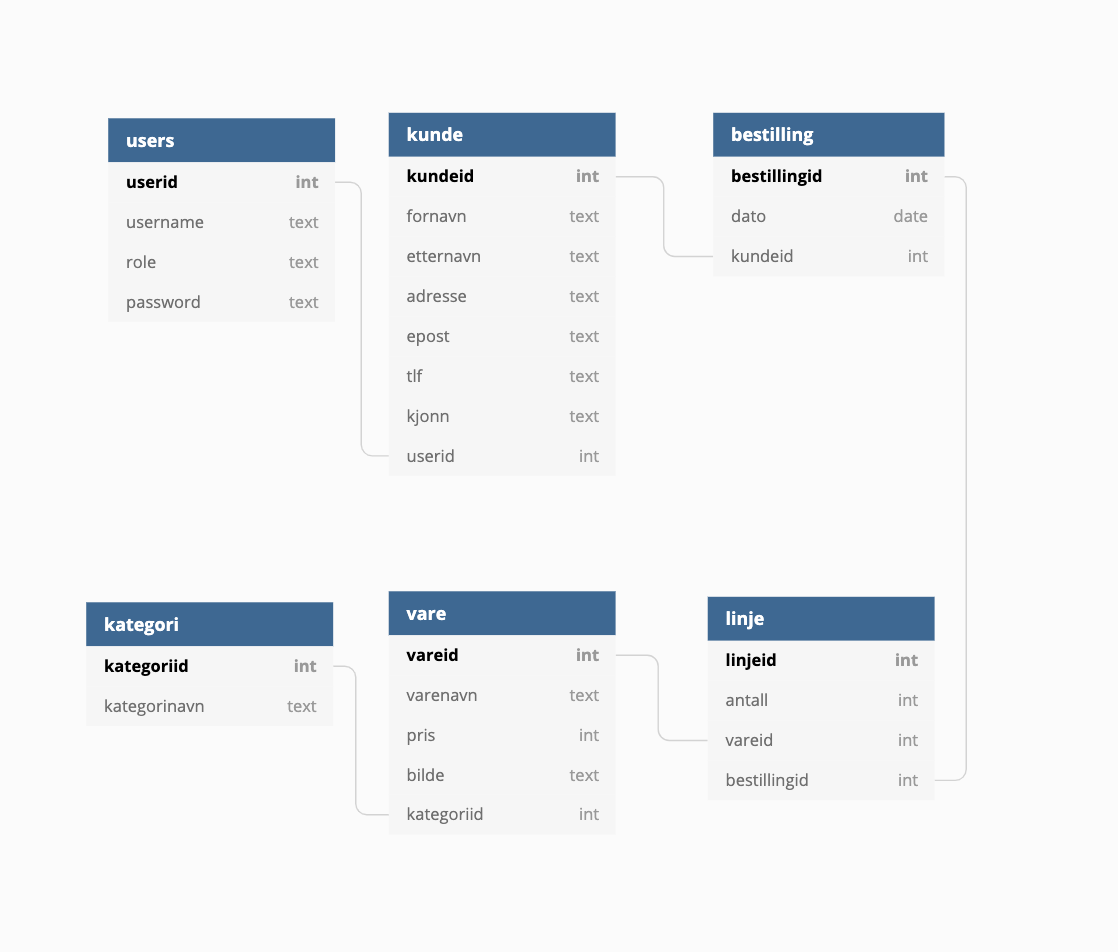 users
userid int
username text
role text
password text
kunde
kundeid int
fornavn text
etternavn text
adresse text
epost text
tlf text
kjonn text
userid int
bestilling
bestillingid int
dato date
kundeid int
kategori
kategoriid int
kategorinavn text
vare
vareid int
varenavn text
pris int
bilde text
kategoriid int
linje
linjeid int
antall int
vareid int
bestillingid int